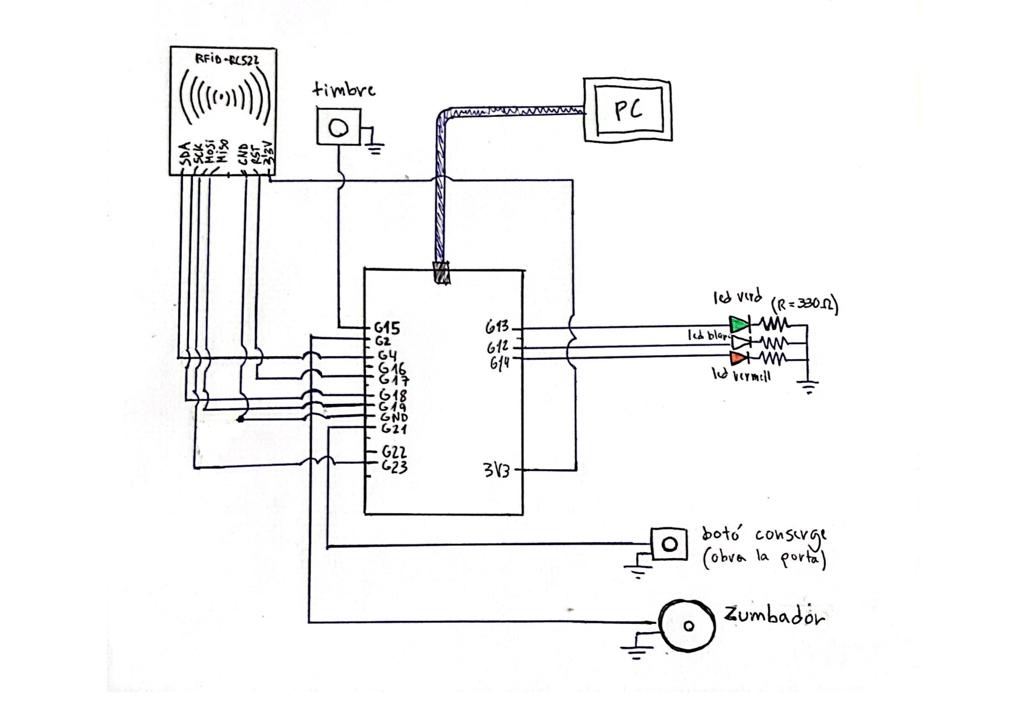 RFiD-RC522
timbre
PC
SDA
SCK
MOSI
MISO
GND
RST
3,3V
G15
G2
G4
G16
G17
G18
G19
GND
G21
G22
G23
G13
G12
G14
3V3
led verd
(R=330Ω)
led blanc
led vermell
botó conserge
(obre la porta)
Zumbador